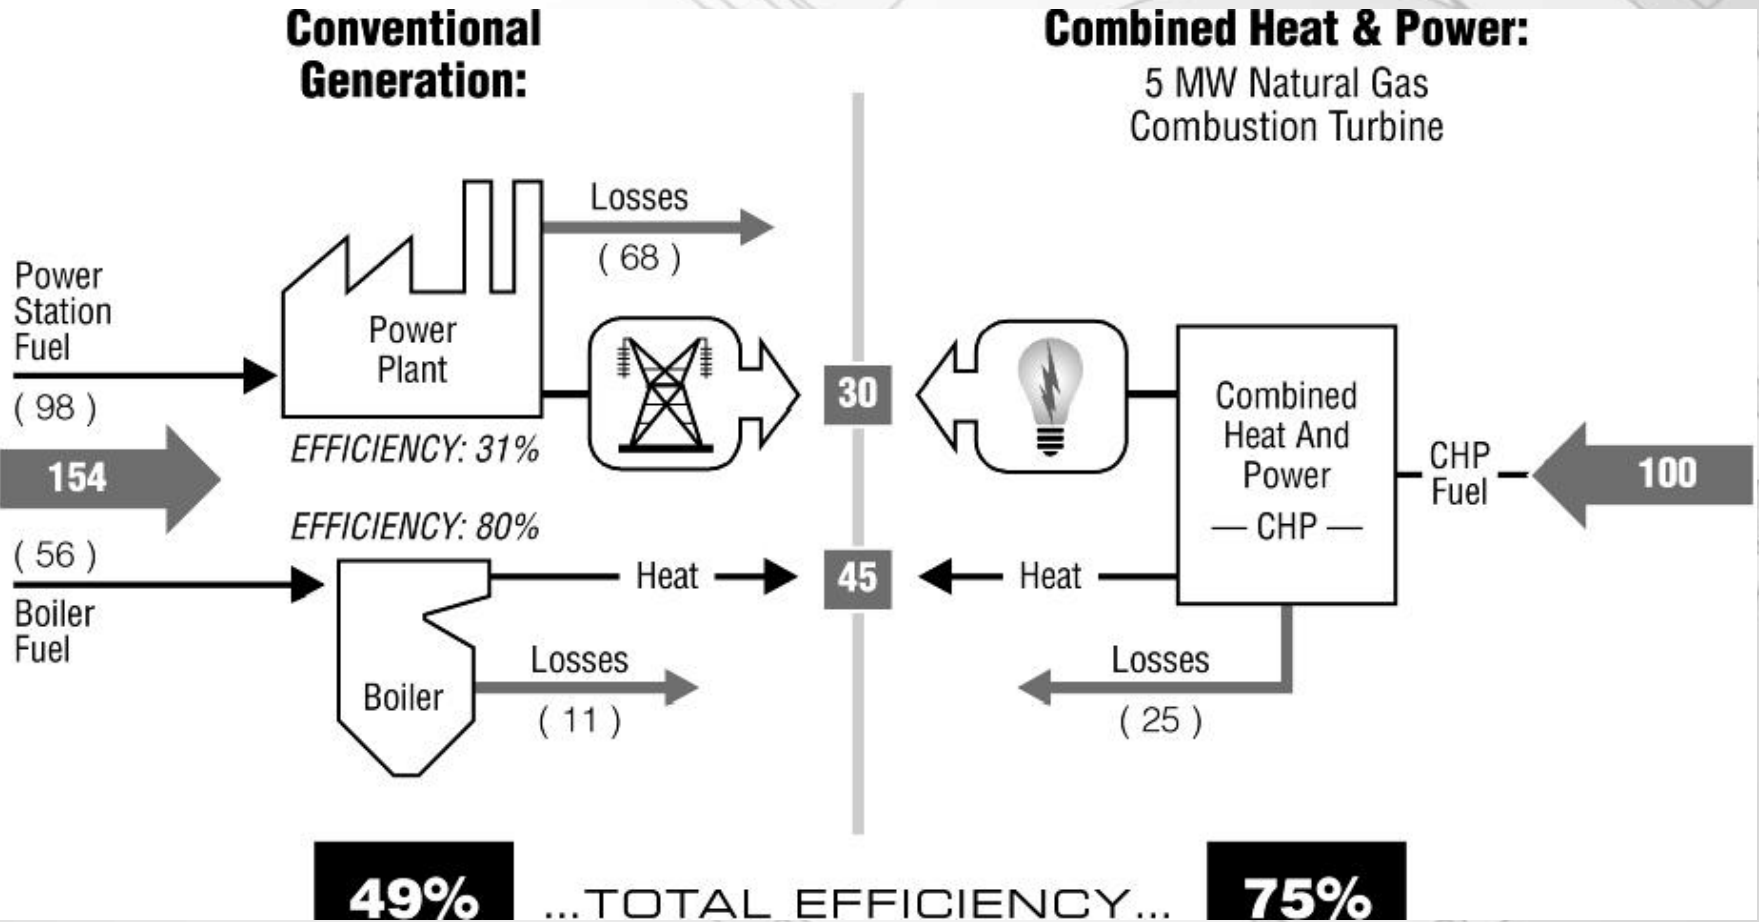 Conventional
Generation:
Combined Heat & Power:
5 MW Natural Gas
Combustion Turbine
Losses
( 68 )
Power
Station
Fuel
( 98 )
Power
Plant
EFFICIENCY: 31%
154
30
Combined
Heat And
Power
— CHP —
CHP
Fuel
100
EFFICIENCY: 80%
( 56 )
Boiler
Fuel
Heat
45
Heat
Boiler
Losses
( 11 )
Losses
( 25 )
49%
...TOTAL EFFICIENCY...
75%